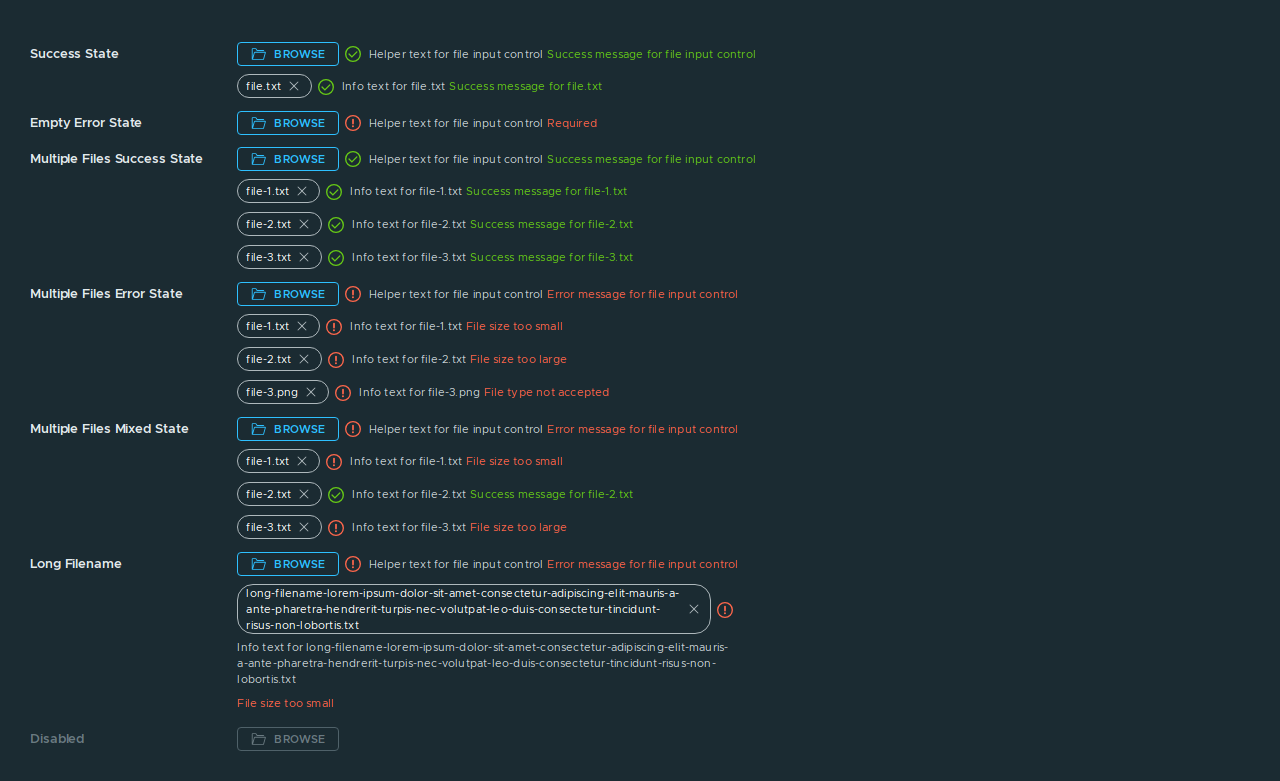 Success State BROWSE Helper text for file input control Success message for file input control
file.txt Info text for file.txt Success message for file.txt
Empty Error State BROWSE Helper text for file input control Required
Multiple Files Success State BROWSE Helper text for file input control Success message for file input control
file-1.txt Info text for file-1.txt Success message for file-1.txt
file-2.txt Info text for file-2.txt Success message for file-2.txt
file-3.txt Info text for file-3.txt Success message for file-3.txt
Multiple Files Error State BROWSE Helper text for file input control Error message for file input control
file-1.txt Info text for file-1.txt File size too small
file-2.txt Info text for file-2.txt File size too large
file-3.png Info text for file-3.png File type not accepted
Multiple Files Mixed State BROWSE Helper text for file input control Error message for file input control
file-1.txt Info text for file-1.txt File size too small
file-2.txt Info text for file-2.txt Success message for file-2.txt
file-3.txt Info text for file-3.txt File size too large
Long Filename BROWSE Helper text for file input control Error message for file input control
long-filename-lorem-ipsum-dolor-sit-amet-consectetur-adipiscing-elit-mauris-a-
ante-pharetra-hendrerit-turpis-nec-volutpat-leo-duis-consectetur-tincidunt-
risus-non-lobortis.txt
Info text for long-filename-lorem-ipsum-dolor-sit-amet-consectetur-adipiscing-elit-mauris-
a-ante-pharetra-hendrerit-turpis-nec-volutpat-leo-duis-consectetur-tincidunt-risus-non-
lobortis.txt
File size too small
Disabled BROWSE